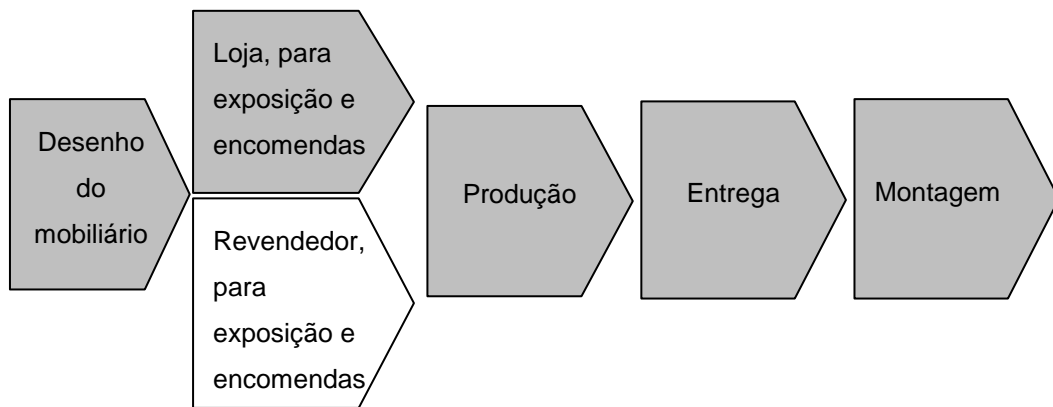 Desenho
do
mobiliário
Loja, para
exposição e
encomendas
Revendedor,
para
exposição e
encomendas
Produção
Entrega
Montagem